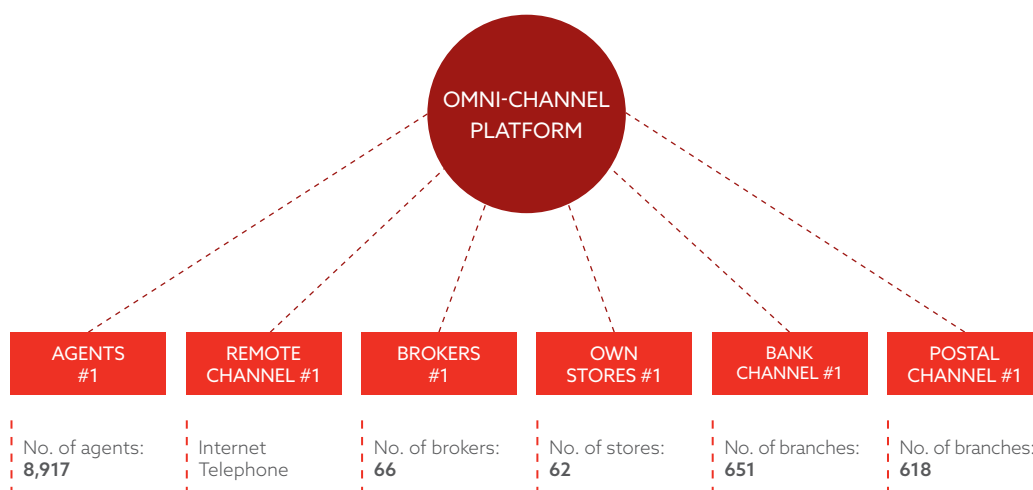 OMNI-CHANNEL
PLATFORM
AGENTS
#1
REMOTE
CHANNEL #1
BROKERS
#1
OWN
STORES #1
BANK
CHANNEL #1
POSTAL
CHANNEL #1
No. of agents:
8,917
Internet
Telephone
No. of brokers:
66
No. of stores:
62
No. of branches:
651
No. of branches:
618